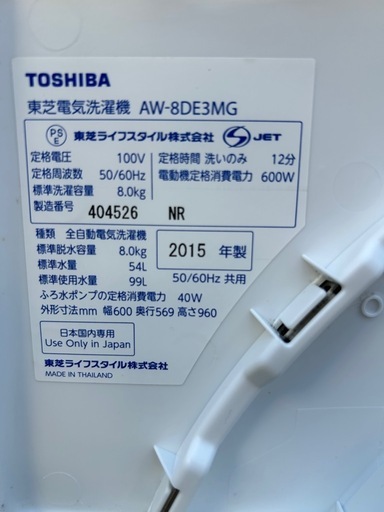 TOSHIBA
東芝電気洗濯機 AW-8DE3MG
PS E 東芝ライフスタイル株式会社 S JET
定格電圧 100V 定格時間 洗いのみ 12分
定格周波数 50/60Hz 電動機定格消費電力 600W
標準洗濯容量 8.0kg
製造番号 404526 NR
種類 全自動電気洗濯機
標準脱水容量 8.0kg 2015 年製
標準水量 54L
標準使用水量 99L 50/60Hz 共用
ふろ水ポンプの定格消費電力 40W
外形寸法mm 幅600 奥行569 高さ960
日本国内専用
Use Only in Japan
東芝ライフスタイル株式会社
MADE IN THAILAND